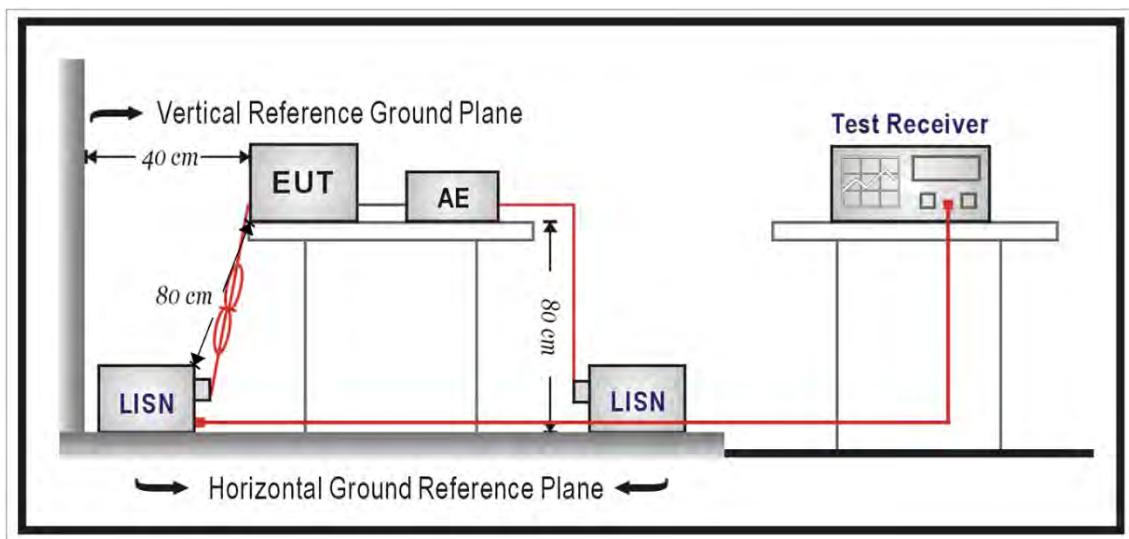 Vertical Reference Ground Plane
40 cm
Test Receiver
EUT
AE
80 cm
80 cm
LISN
LISN
Horizontal Ground Reference Plane